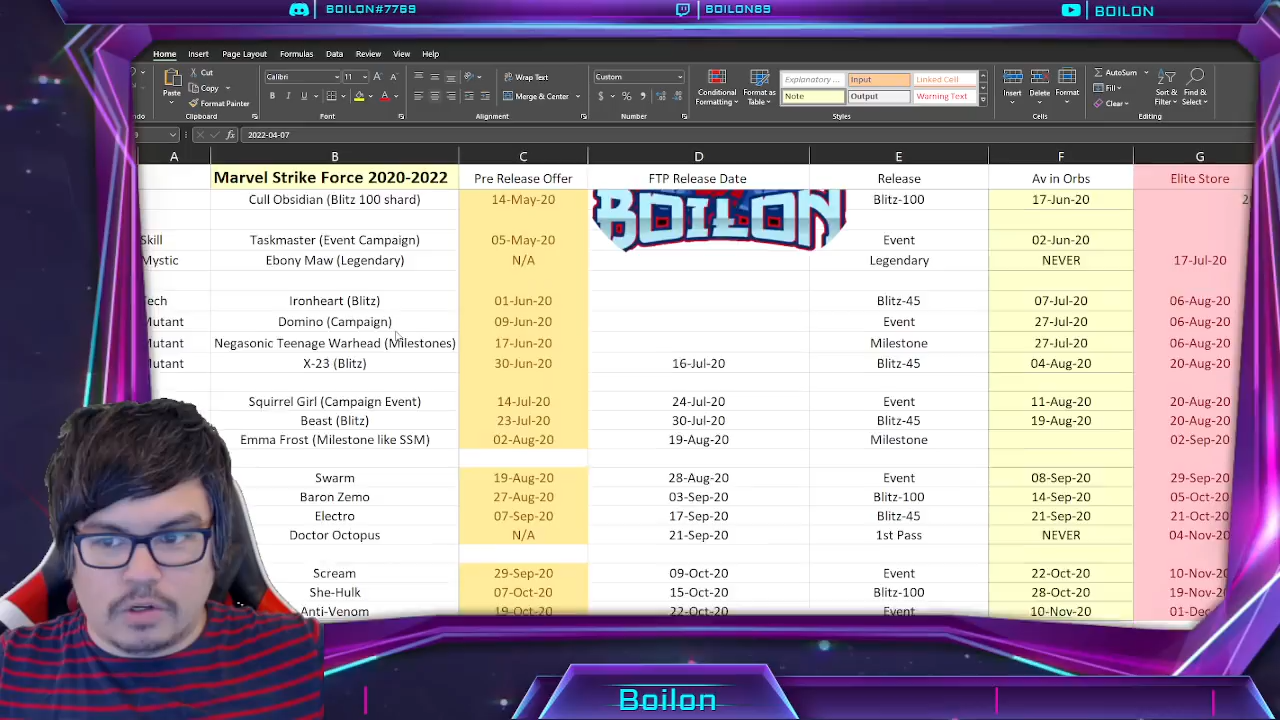 BOILON#7769 BOILON89 BOILON
Home Insert Page Layout Formulas Data Review View Help
Cut
Copy
Format Painter
Paste
Clipboard
Calibri 11
B I U
Font
Wrap Text
Merge & Center
Alignment
Custom
$ % ,
Number
Conditional Formatting
Format as Table
Explanatory ... Input Linked Cell
Note Output Warning Text
Styles
Insert Delete Format
Cells
AutoSum
Fill
Clear
Sort & Filter
Find & Select
Editing
fx 2022-04-07
A B C D E F G
Marvel Strike Force 2020-2022 Pre Release Offer FTP Release Date Release Av in Orbs Elite Store
BOILON
Cull Obsidian (Blitz 100 shard) 14-May-20 Blitz-100 17-Jun-20 2
Skill Taskmaster (Event Campaign) 05-May-20 Event 02-Jun-20
Mystic Ebony Maw (Legendary) N/A Legendary NEVER 17-Jul-20
Tech Ironheart (Blitz) 01-Jun-20 Blitz-45 07-Jul-20 06-Aug-20
Mutant Domino (Campaign) 09-Jun-20 Event 27-Jul-20 06-Aug-20
Mutant Negasonic Teenage Warhead (Milestones) 17-Jun-20 Milestone 27-Jul-20 06-Aug-20
Mutant X-23 (Blitz) 30-Jun-20 16-Jul-20 Blitz-45 04-Aug-20 20-Aug-20
Squirrel Girl (Campaign Event) 14-Jul-20 24-Jul-20 Event 11-Aug-20 20-Aug-20
Beast (Blitz) 23-Jul-20 30-Jul-20 Blitz-45 19-Aug-20 20-Aug-20
Emma Frost (Milestone like SSM) 02-Aug-20 19-Aug-20 Milestone 02-Sep-20
Swarm 19-Aug-20 28-Aug-20 Event 08-Sep-20 29-Sep-20
Baron Zemo 27-Aug-20 03-Sep-20 Blitz-100 14-Sep-20 05-Oct-20
Electro 07-Sep-20 17-Sep-20 Blitz-45 21-Sep-20 21-Oct-20
Doctor Octopus N/A 21-Sep-20 1st Pass NEVER 04-Nov-20
Scream 29-Sep-20 09-Oct-20 Event 22-Oct-20 10-Nov-20
She-Hulk 07-Oct-20 15-Oct-20 Blitz-100 28-Oct-20 19-Nov-20
Anti-Venom 19-Oct-20 22-Oct-20 Event 10-Nov-20 01-Dec
Boilon